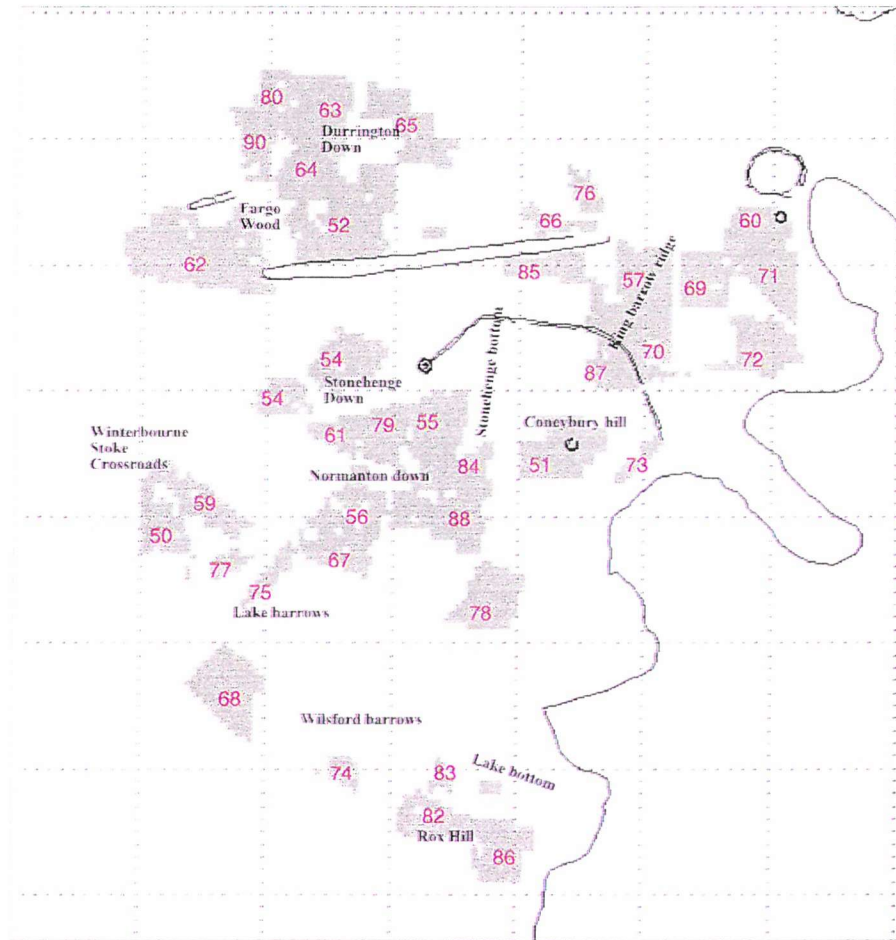 80
63
65
Durrington
Down
90
64
76
Fargo
Wood
52
66
60
62
85
57
69
71
King barrow ridge
54
Stonehenge
Down
Stonehenge bottom
70
72
87
54
55
79
61
Coneybury hill
Winterbourne
Stoke
Crossroads
84
51
73
Normanton down
59
56
88
50
67
77
75
Lake barrows
78
68
Wilsford barrows
74
83
Lake bottom
82
Rox Hill
86